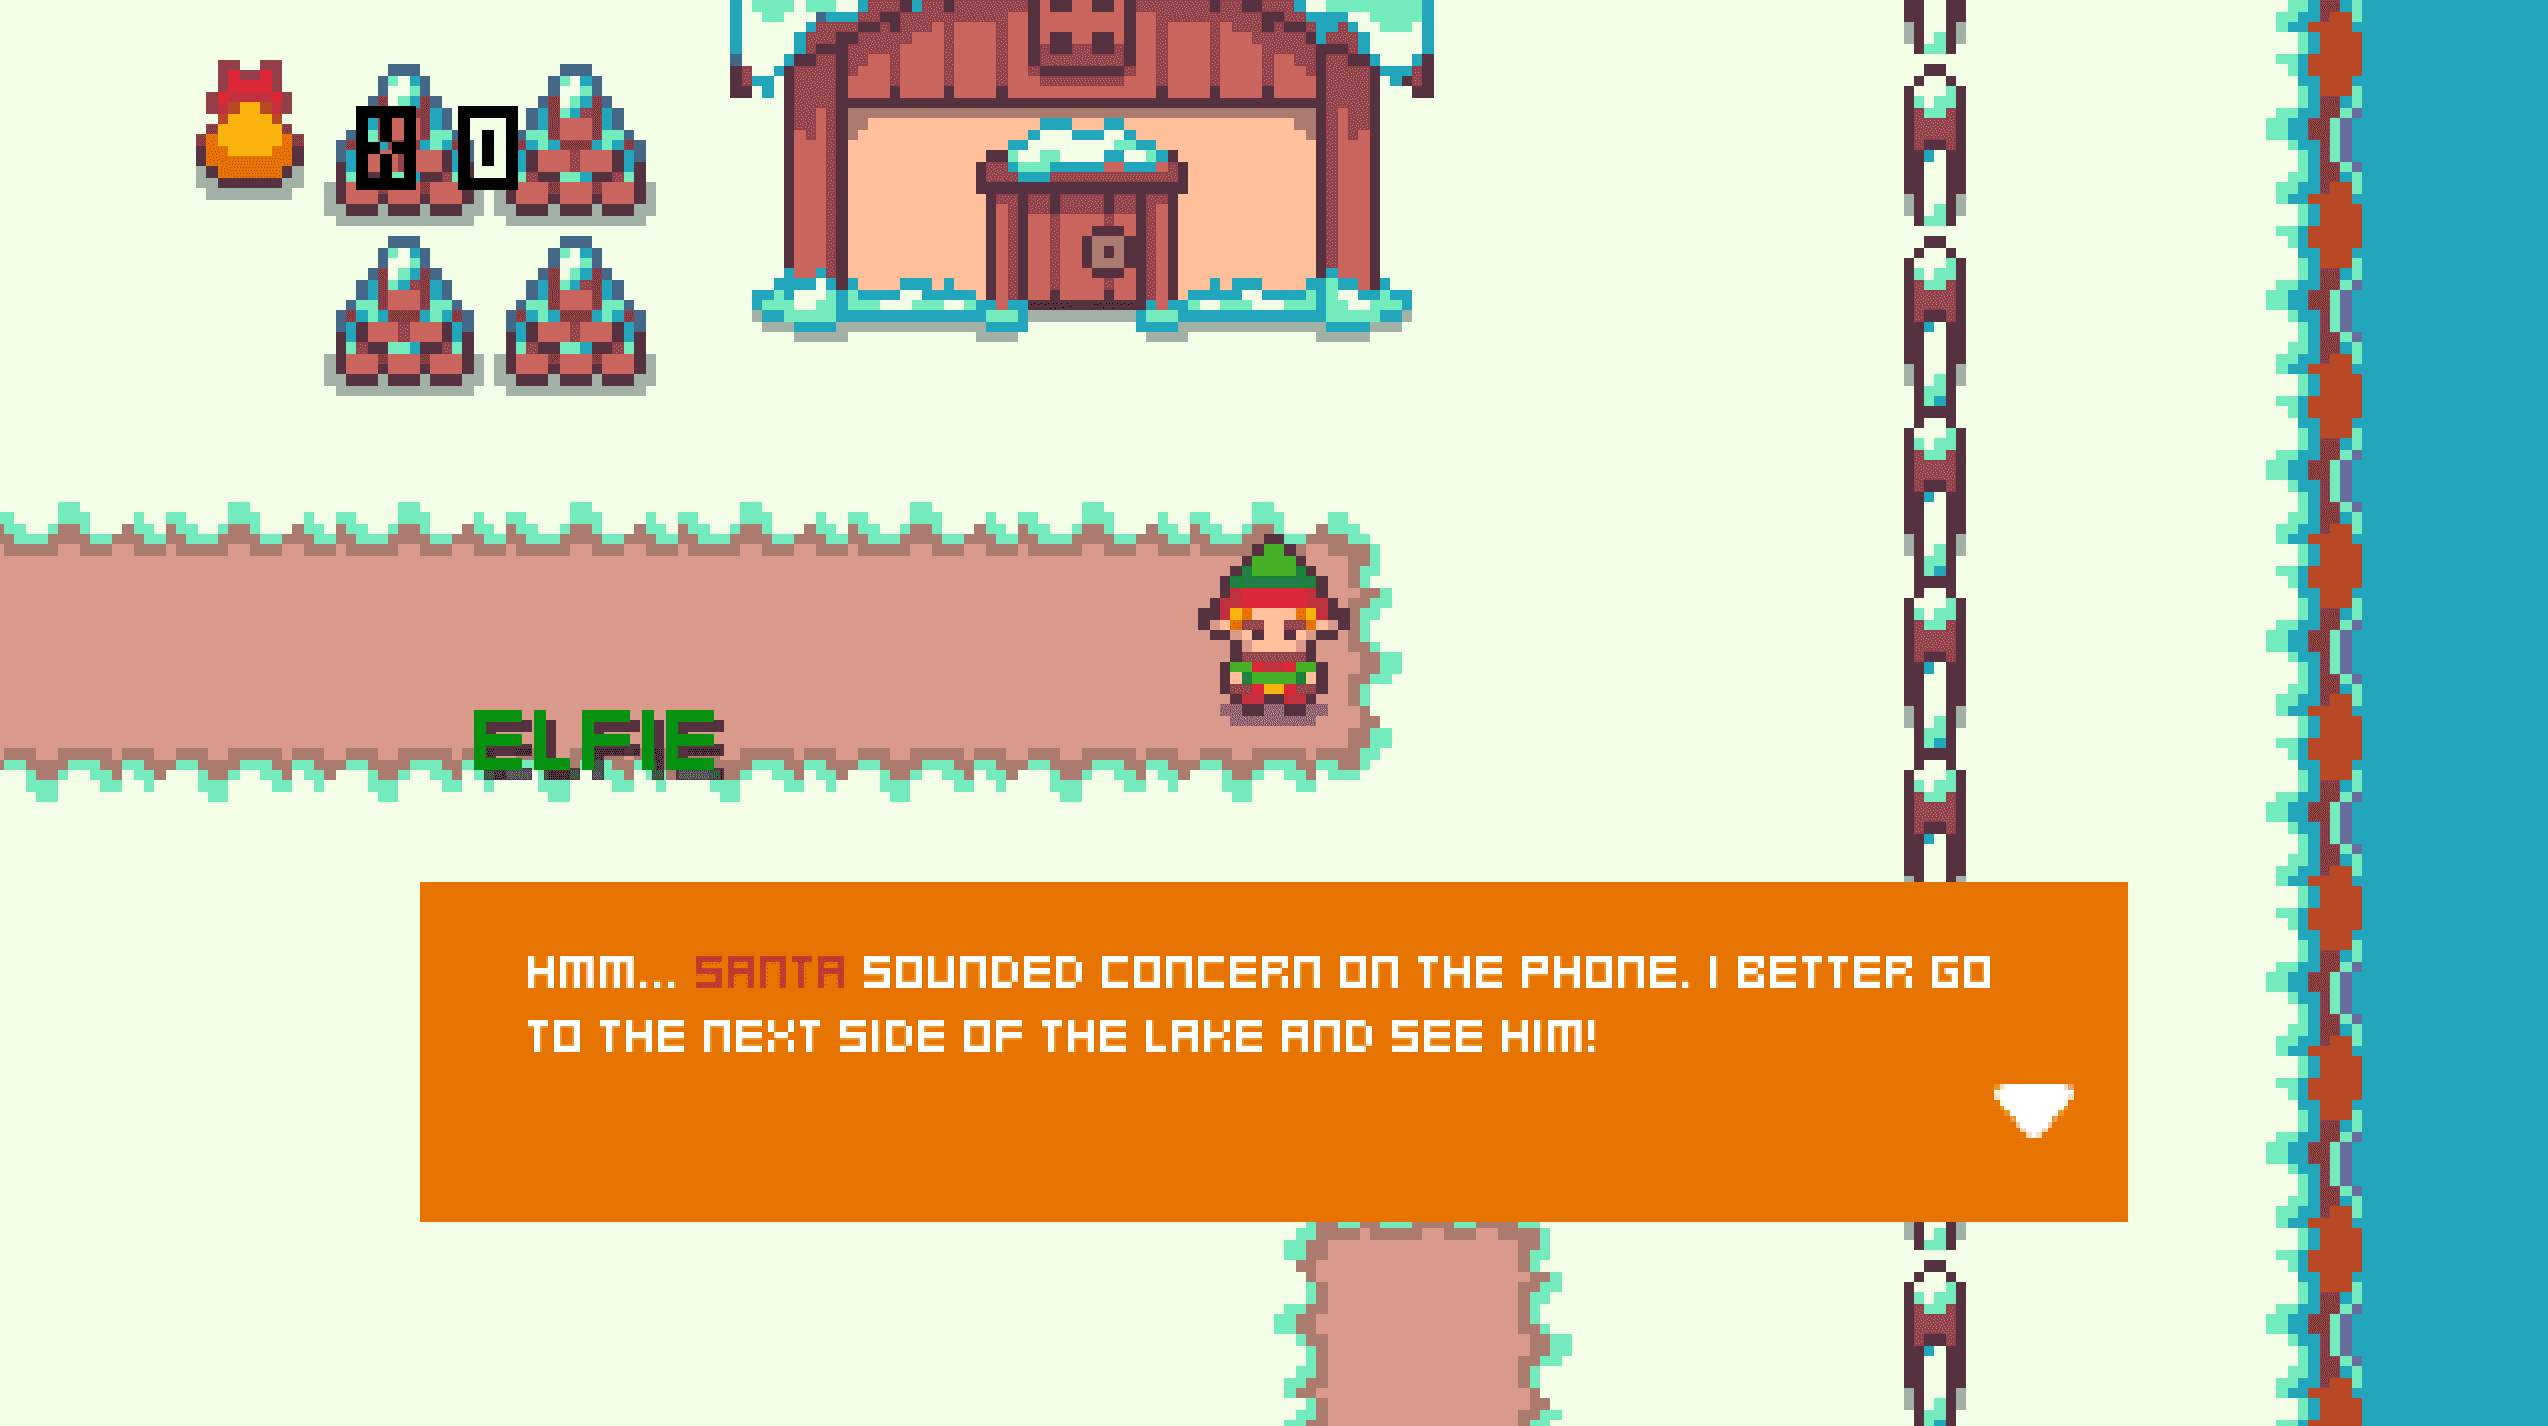 X 0
ELFIE
HMM... SANTA SOUNDED CONCERN ON THE PHONE. I BETTER GO
TO THE NEXT SIDE OF THE LAKE AND SEE HIM!